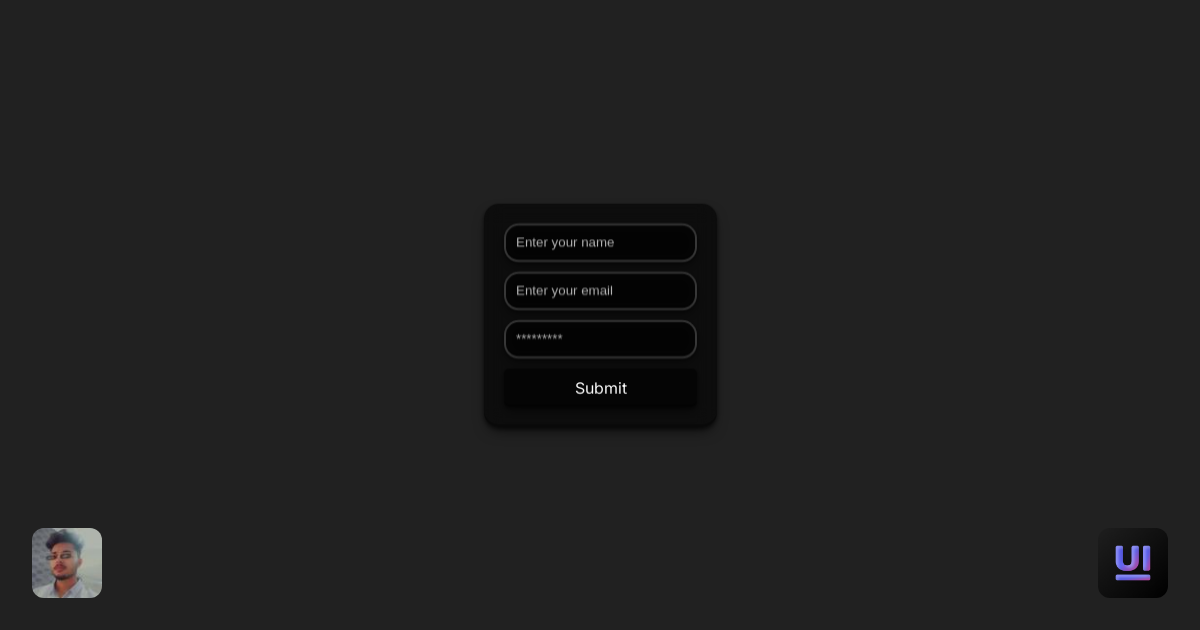 Enter your name
Enter your email
*********
Submit
UI